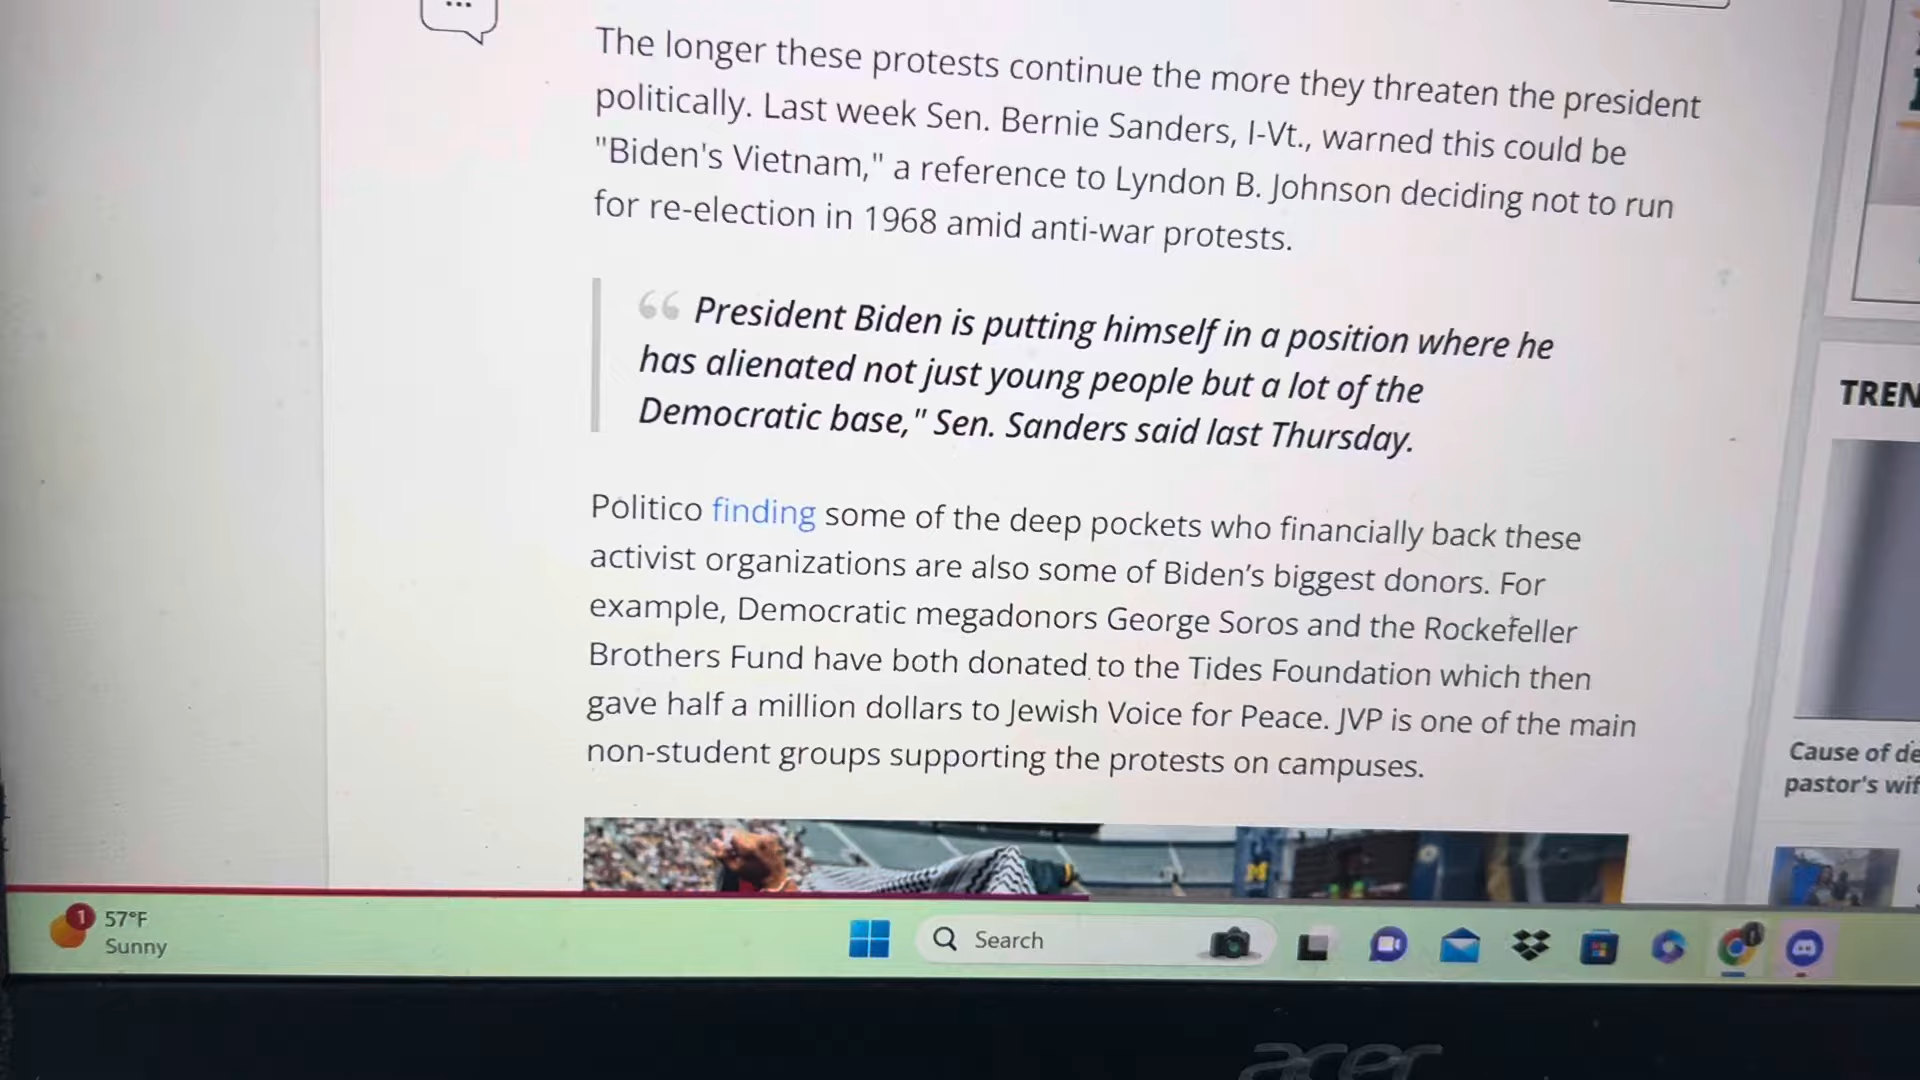 The longer these protests continue the more they threaten the president
politically. Last week Sen. Bernie Sanders, I-Vt., warned this could be
"Biden's Vietnam," a reference to Lyndon B. Johnson deciding not to run
for re-election in 1968 amid anti-war protests.
“ President Biden is putting himself in a position where he
has alienated not just young people but a lot of the
Democratic base," Sen. Sanders said last Thursday.
Politico finding some of the deep pockets who financially back these
activist organizations are also some of Biden’s biggest donors. For
example, Democratic megadonors George Soros and the Rockefeller
Brothers Fund have both donated to the Tides Foundation which then
gave half a million dollars to Jewish Voice for Peace. JVP is one of the main
non-student groups supporting the protests on campuses.
TREN
Cause of de
pastor's wif
M
1
57°F
Sunny
Search
acer